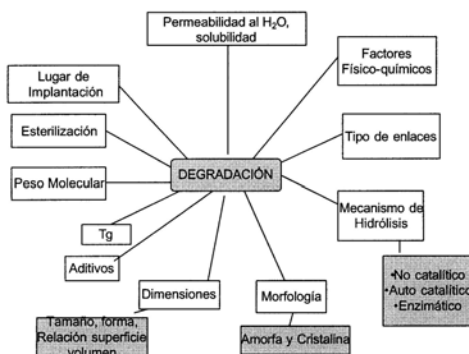 Permeabilidad al H₂O,
solubilidad
Factores
Físico-químicos
Lugar de
Implantación
Esterilización
Tipo de enlaces
DEGRADACIÓN
Peso Molecular
Mecanismo de
Hidrólisis
Tg
Aditivos
•No catalítico
•Auto catalítico
•Enzimático
Dimensiones
Morfología
Tamaño, forma,
Relación superficie
volumen
Amorfa y Cristalina